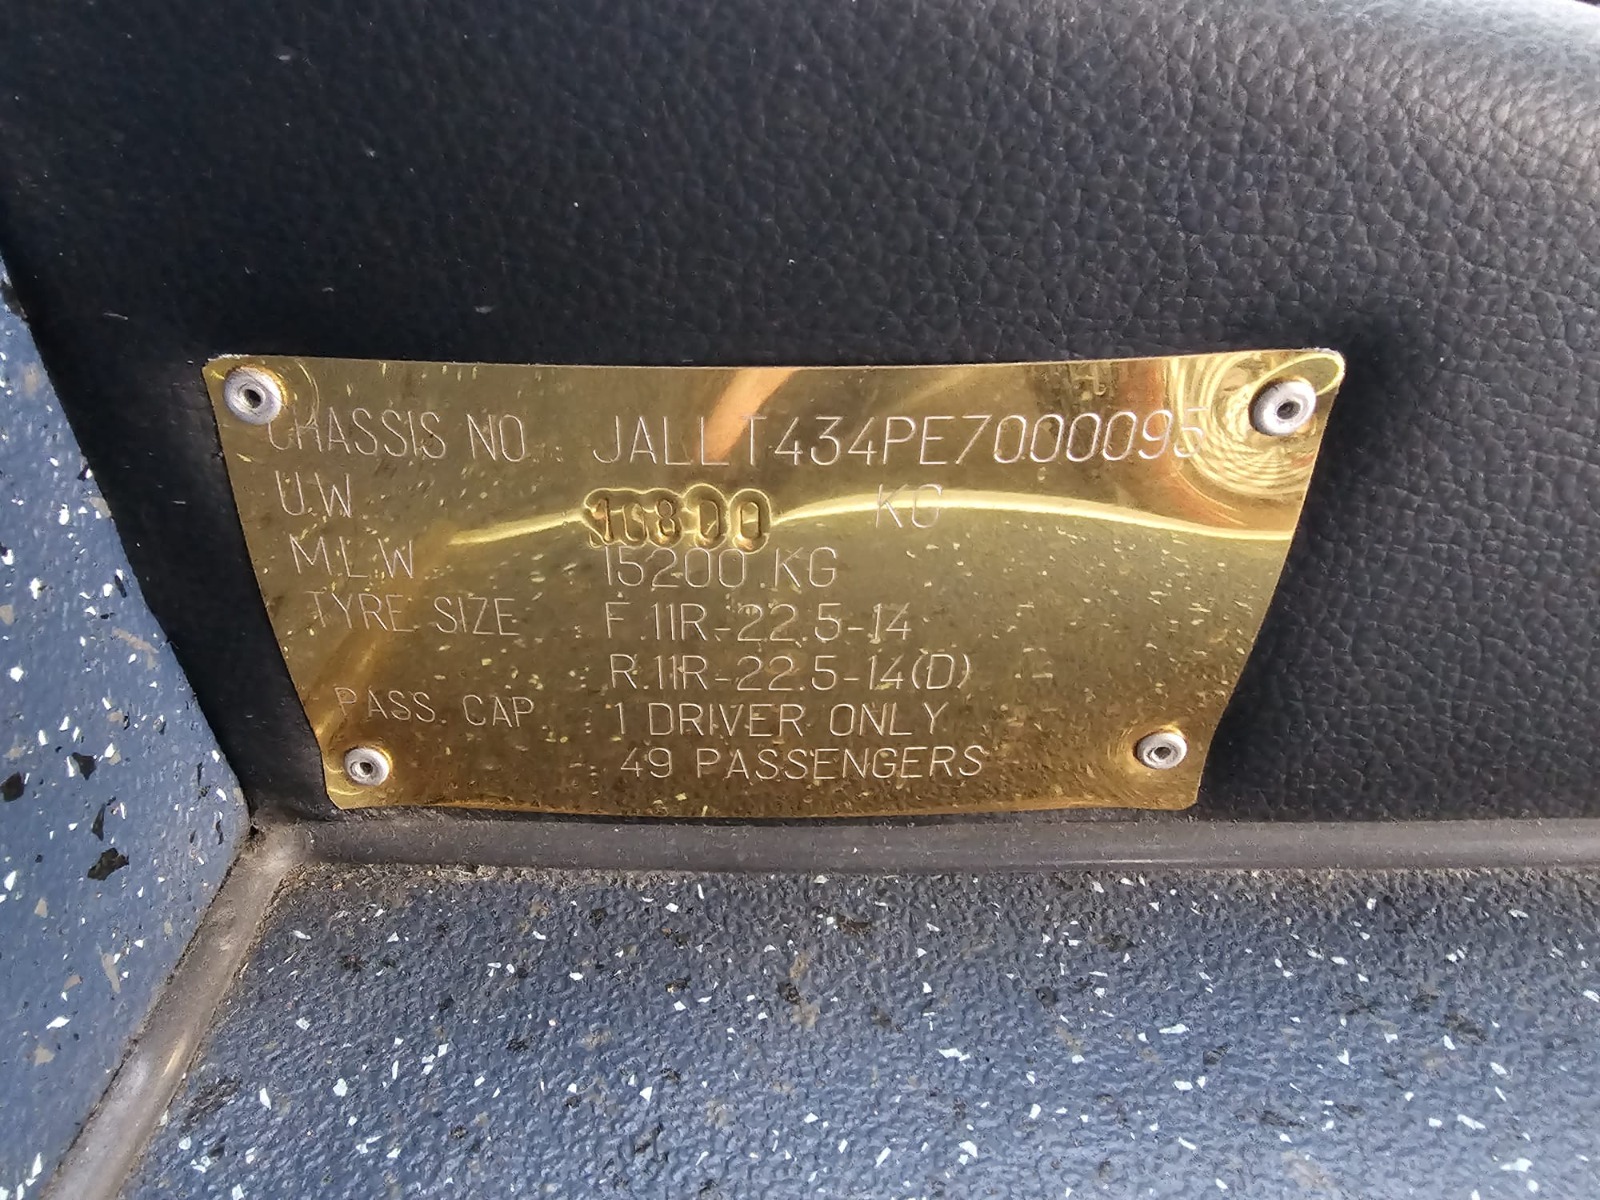 CHASSIS NO JALLT434PE7000095
U.W 10800 KG
M.L.W 15200 KG
TYRE SIZE F.11R-22.5-14
R.11R-22.5-14(D)
PASS. CAP 1 DRIVER ONLY
49 PASSENGERS